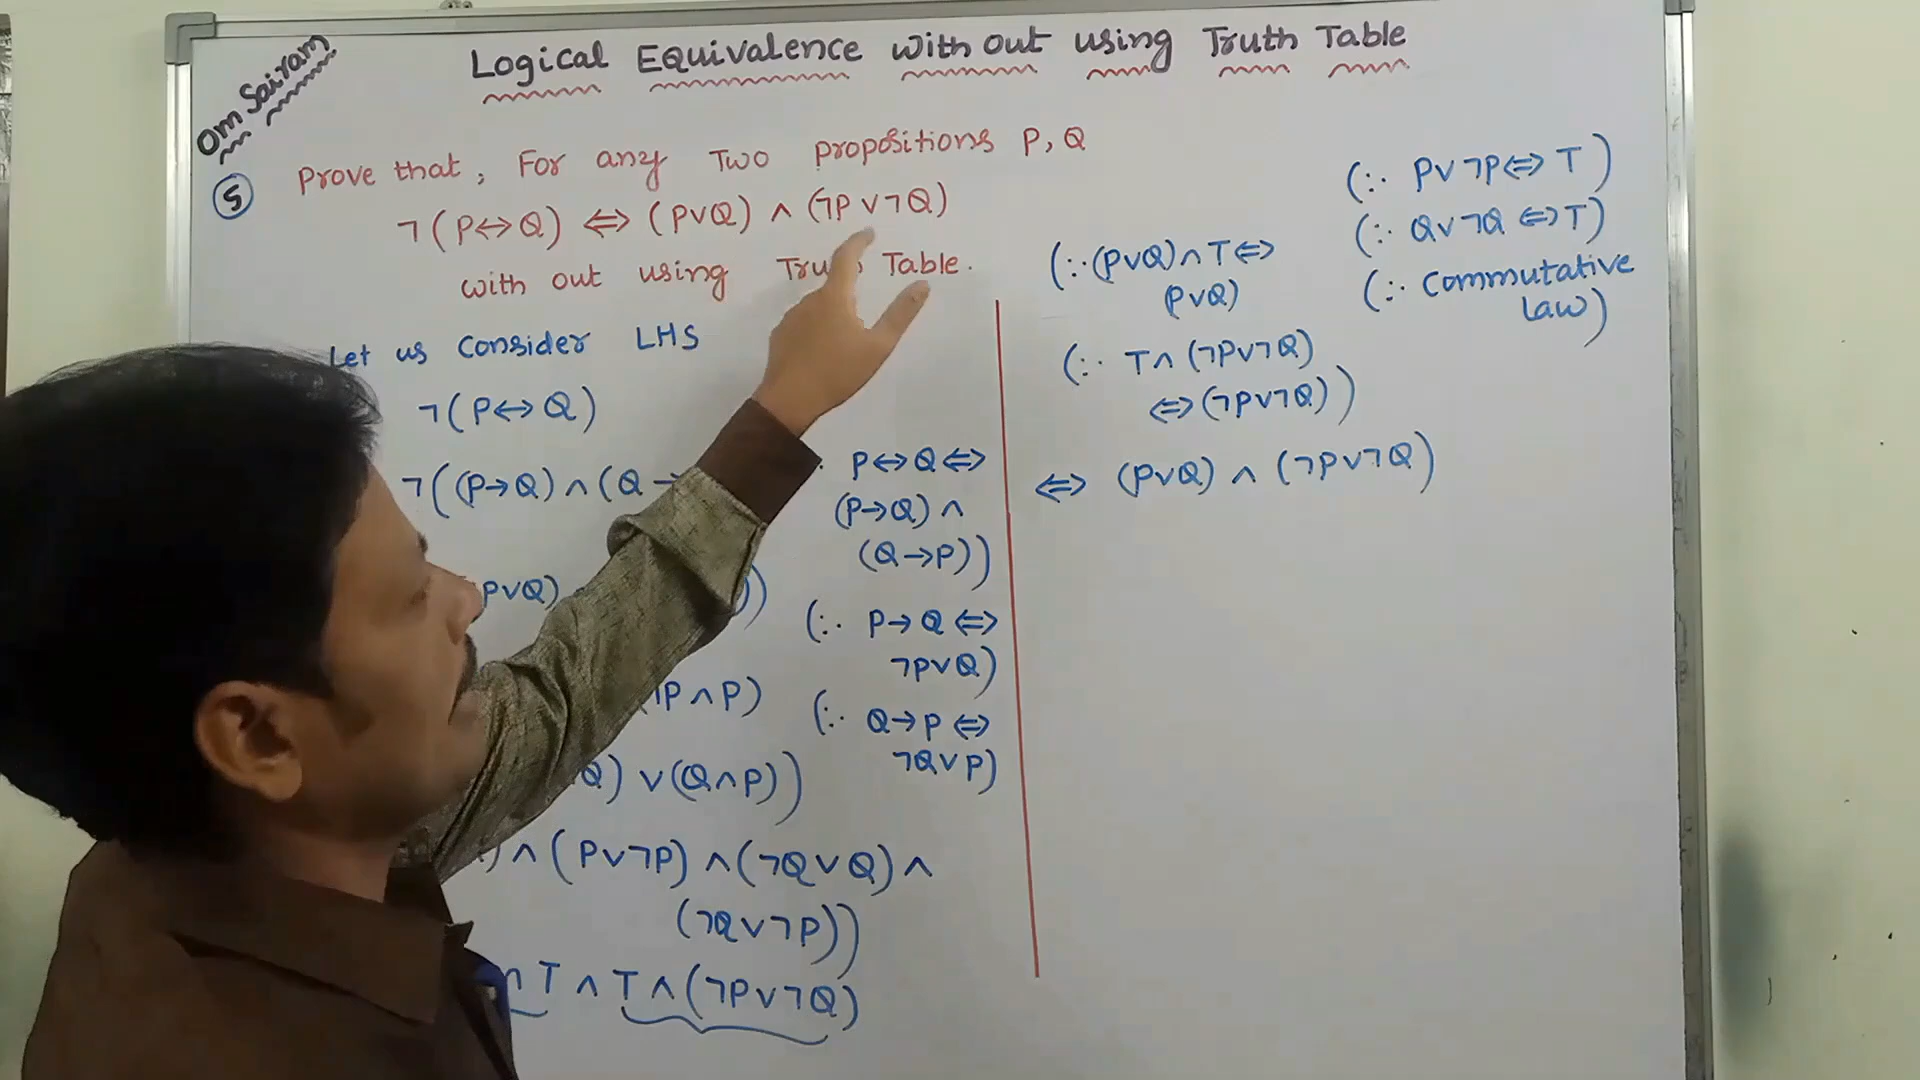 Logical Equivalence with out using Truth Table
Om Sairam
5 Prove that, For any Two propositions P, Q
¬(P↔Q) ⇔ (P∨Q) ∧ (¬P∨¬Q)
with out using Table.
Let us Consider LHS
¬(P↔Q)
¬((P→Q)∧(Q→
P∨Q)
P∧P)
Q) ∨(Q∧P))
) ∧(P∨¬P) ∧(¬Q∨Q) ∧
(¬Q∨¬P))
∧ T ∧ T ∧(¬P∨¬Q)
P↔Q ⇔
(P→Q) ∧
(Q→P))
(∵ P→Q ⇔
¬P∨Q)
(∵ Q→P ⇔
¬Q∨P)
(∵ P∨¬P⇔ T)
(∵ Q∨¬Q ⇔T)
(∵ Commutative
Law)
(∵ (P∨Q)∧T⇔
(P∨Q)
(∵ T∧ (¬P∨¬Q)
⇔(¬P∨¬Q))
⇔ (P∨Q) ∧ (¬P∨¬Q)